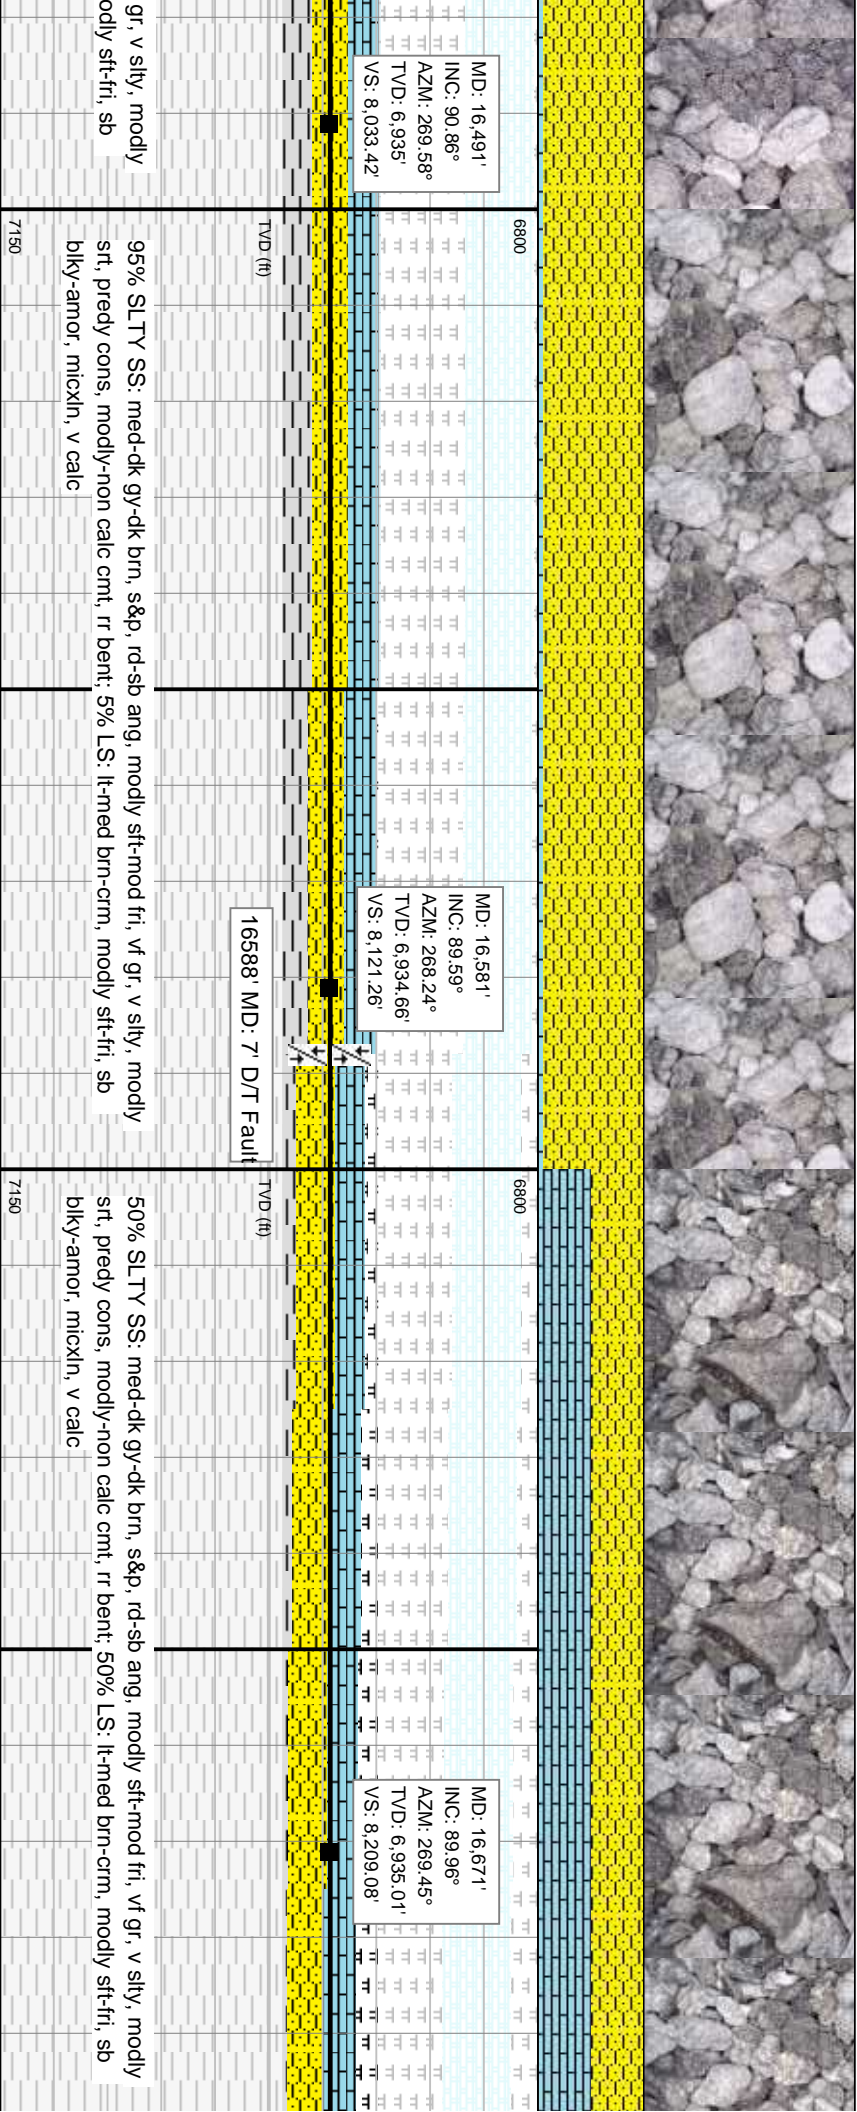 gr, v slty, modly
odly sft-fri, sb
MD: 16,491'
INC: 90.86°
AZM: 269.58°
TVD: 6,935'
VS: 8,033.42'
6800
TVD (ft)
7150
95% SLTY SS: med-dk gy-dk brn, s&p, rd-sb ang, modly sft-mod fri, vf gr, v slty, modly
srt, predy cons, modly-non calc cmt, rr bent; 5% LS: lt-med brn-crm, modly sft-fri, sb
blky-amor, micxln, v calc
MD: 16,581'
INC: 89.59°
AZM: 268.24°
TVD: 6,934.66'
VS: 8,121.26'
16588' MD: 7' D/T Fault
6800
TVD (ft)
7150
50% SLTY SS: med-dk gy-dk brn, s&p, rd-sb ang, modly sft-mod fri, vf gr, v slty, modly
srt, predy cons, modly-non calc cmt, rr bent; 50% LS: lt-med brn-crm, modly sft-fri, sb
blky-amor, micxln, v calc
MD: 16,671'
INC: 89.96°
AZM: 269.45°
TVD: 6,935.01'
VS: 8,209.08'